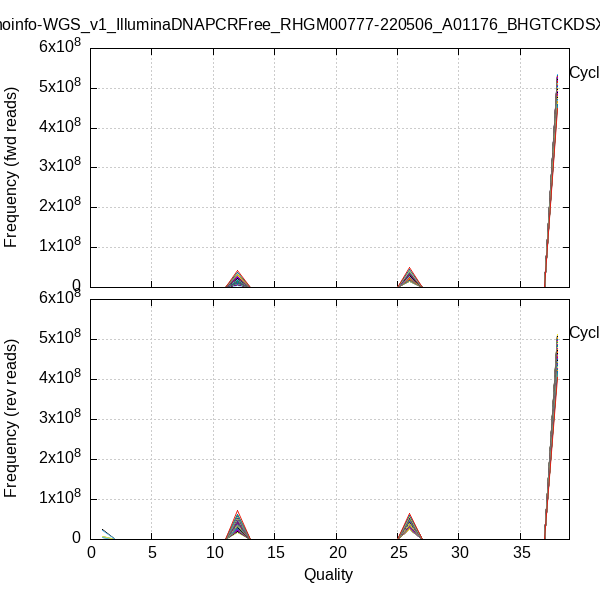 noinfo-WGS_v1_IlluminaDNAPCRFree_RHGM00777-220506_A01176_BHGTCKDSX
6x10^8
5x10^8
4x10^8
3x10^8
2x10^8
1x10^8
0
Frequency (fwd reads)
Cycl
6x10^8
5x10^8
4x10^8
3x10^8
2x10^8
1x10^8
0
Frequency (rev reads)
Cycl
0 5 10 15 20 25 30 35
Quality